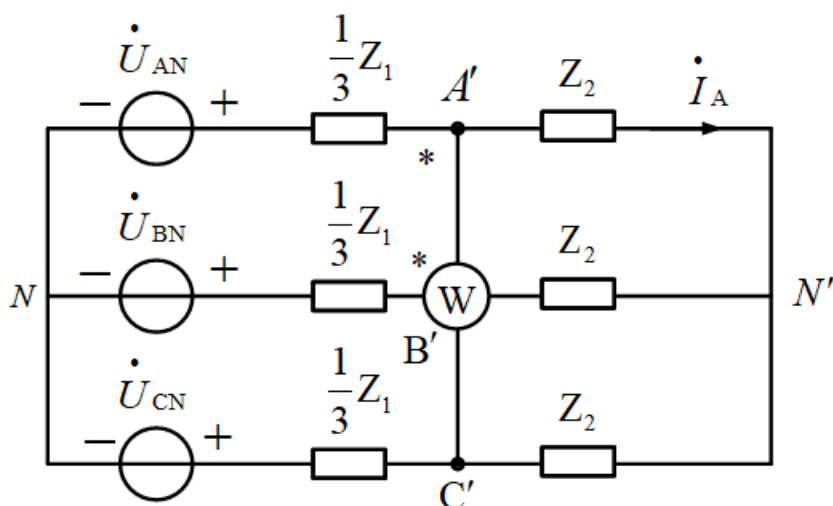 U̇AN
1/3 Z1
A′
Z2
İA
− +
*
U̇BN
1/3 Z1
*
Z2
− +
N
W
N′
B′
U̇CN
1/3 Z1
Z2
− +
C′